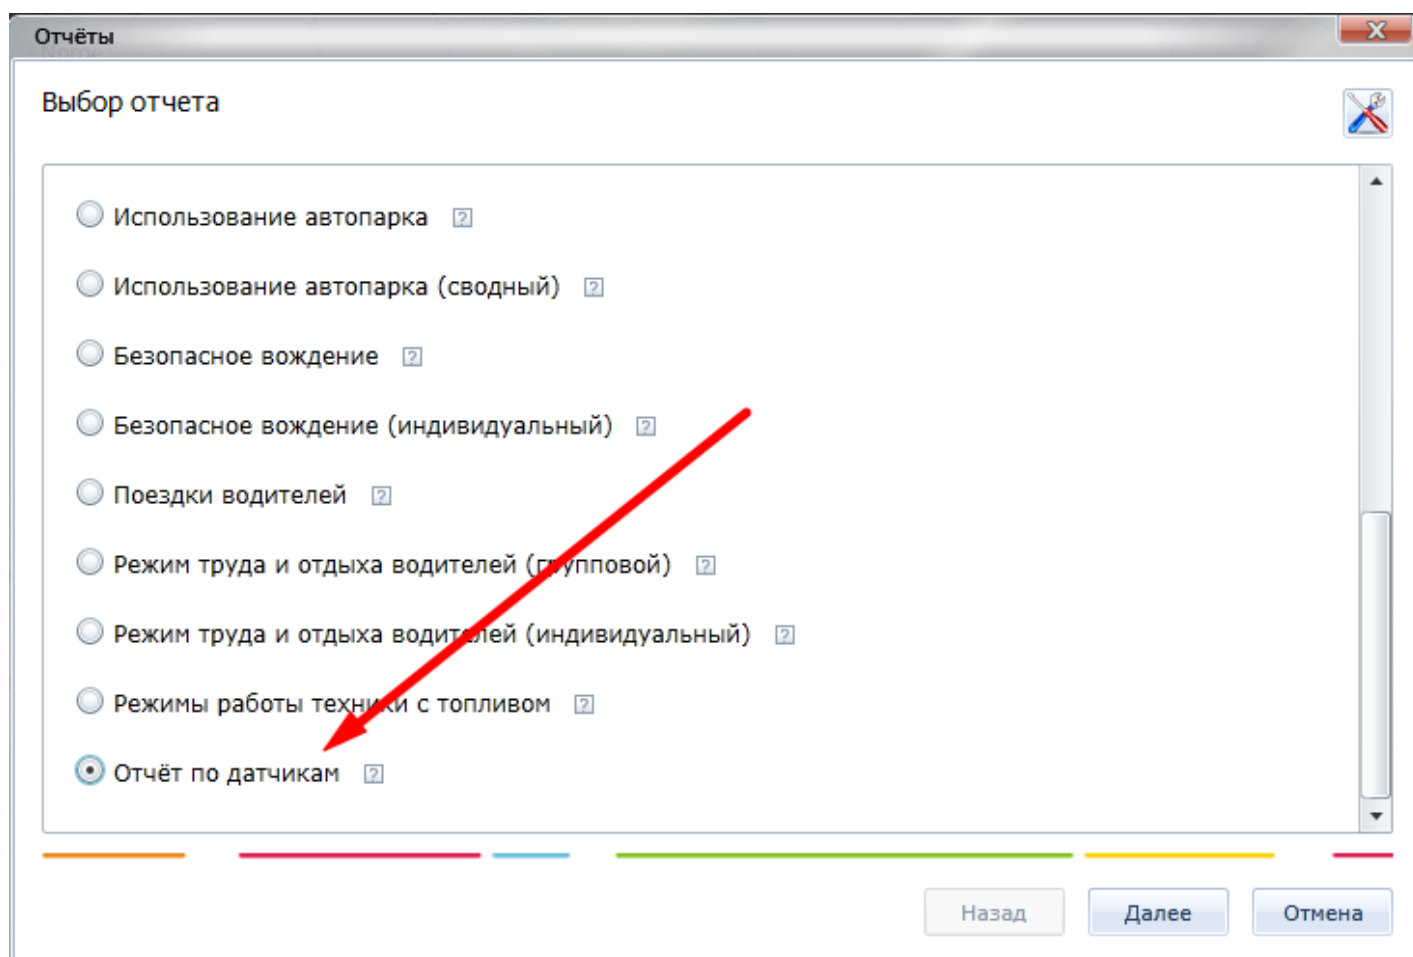 Отчёты
Norge
Выбор отчета
Использование автопарка ?
Использование автопарка (сводный) ?
Безопасное вождение ?
Безопасное вождение (индивидуальный) ?
Поездки водителей ?
Режим труда и отдыха водителей (групповой) ?
Режим труда и отдыха водителей (индивидуальный) ?
Режимы работы техники с топливом ?
Отчёт по датчикам ?
Назад Далее Отмена